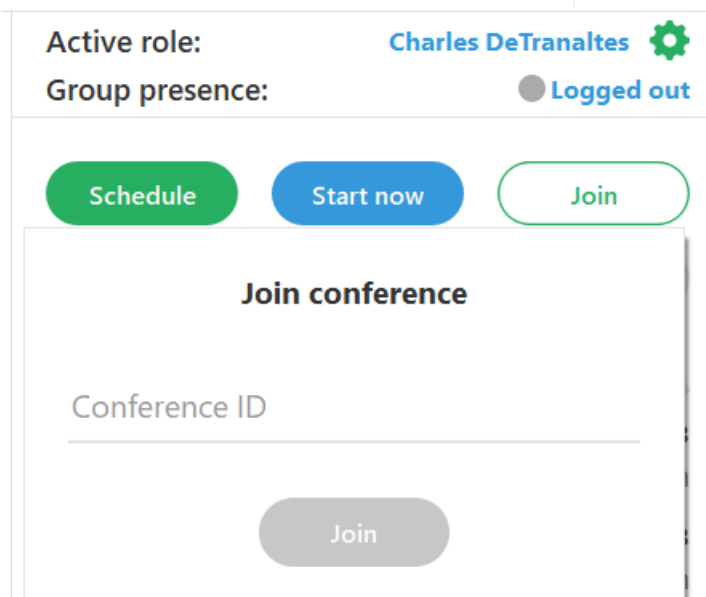 Active role: Charles DeTranaltes
Group presence: Logged out
Schedule Start now Join
Join conference
Conference ID
Join